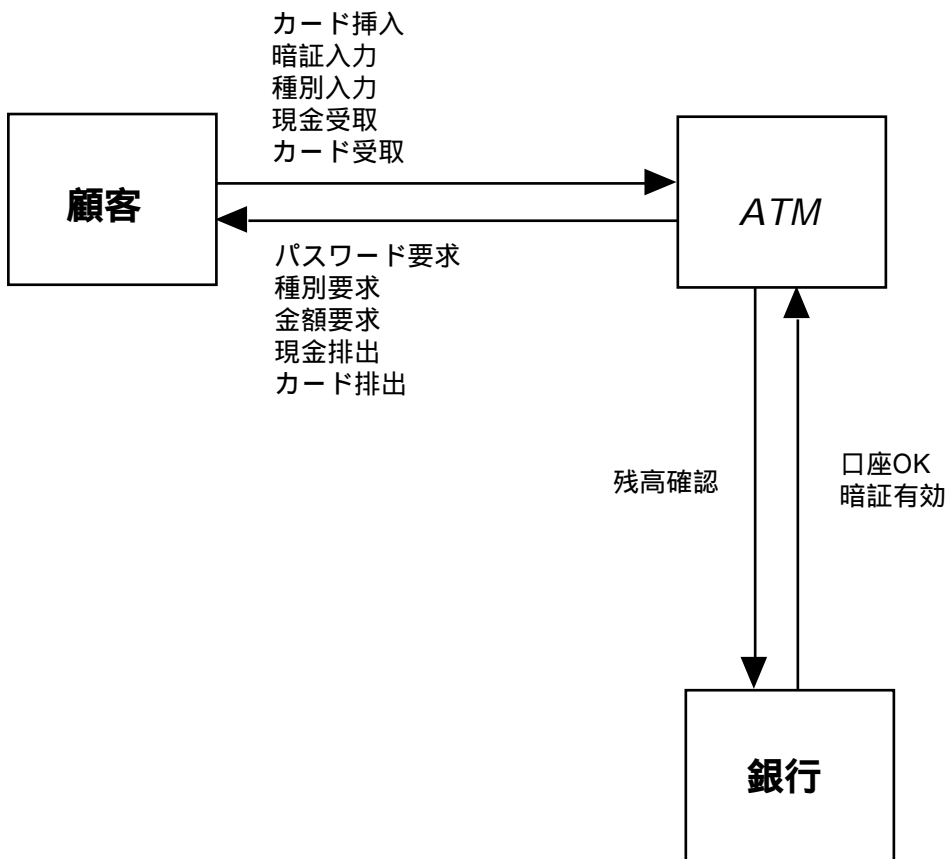 カード挿入
暗証入力
種別入力
現金受取
カード受取
顧客
ATM
パスワード要求
種別要求
金額要求
現金排出
カード排出
残高確認
口座OK
暗証有効
銀行